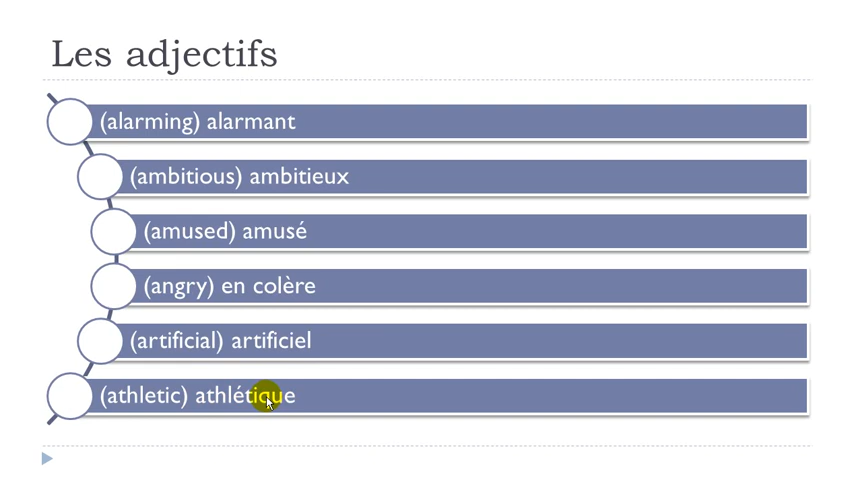 Les adjectifs
(alarming) alarmant
(ambitious) ambitieux
(amused) amusé
(angry) en colère
(artificial) artificiel
(athletic) athlétique